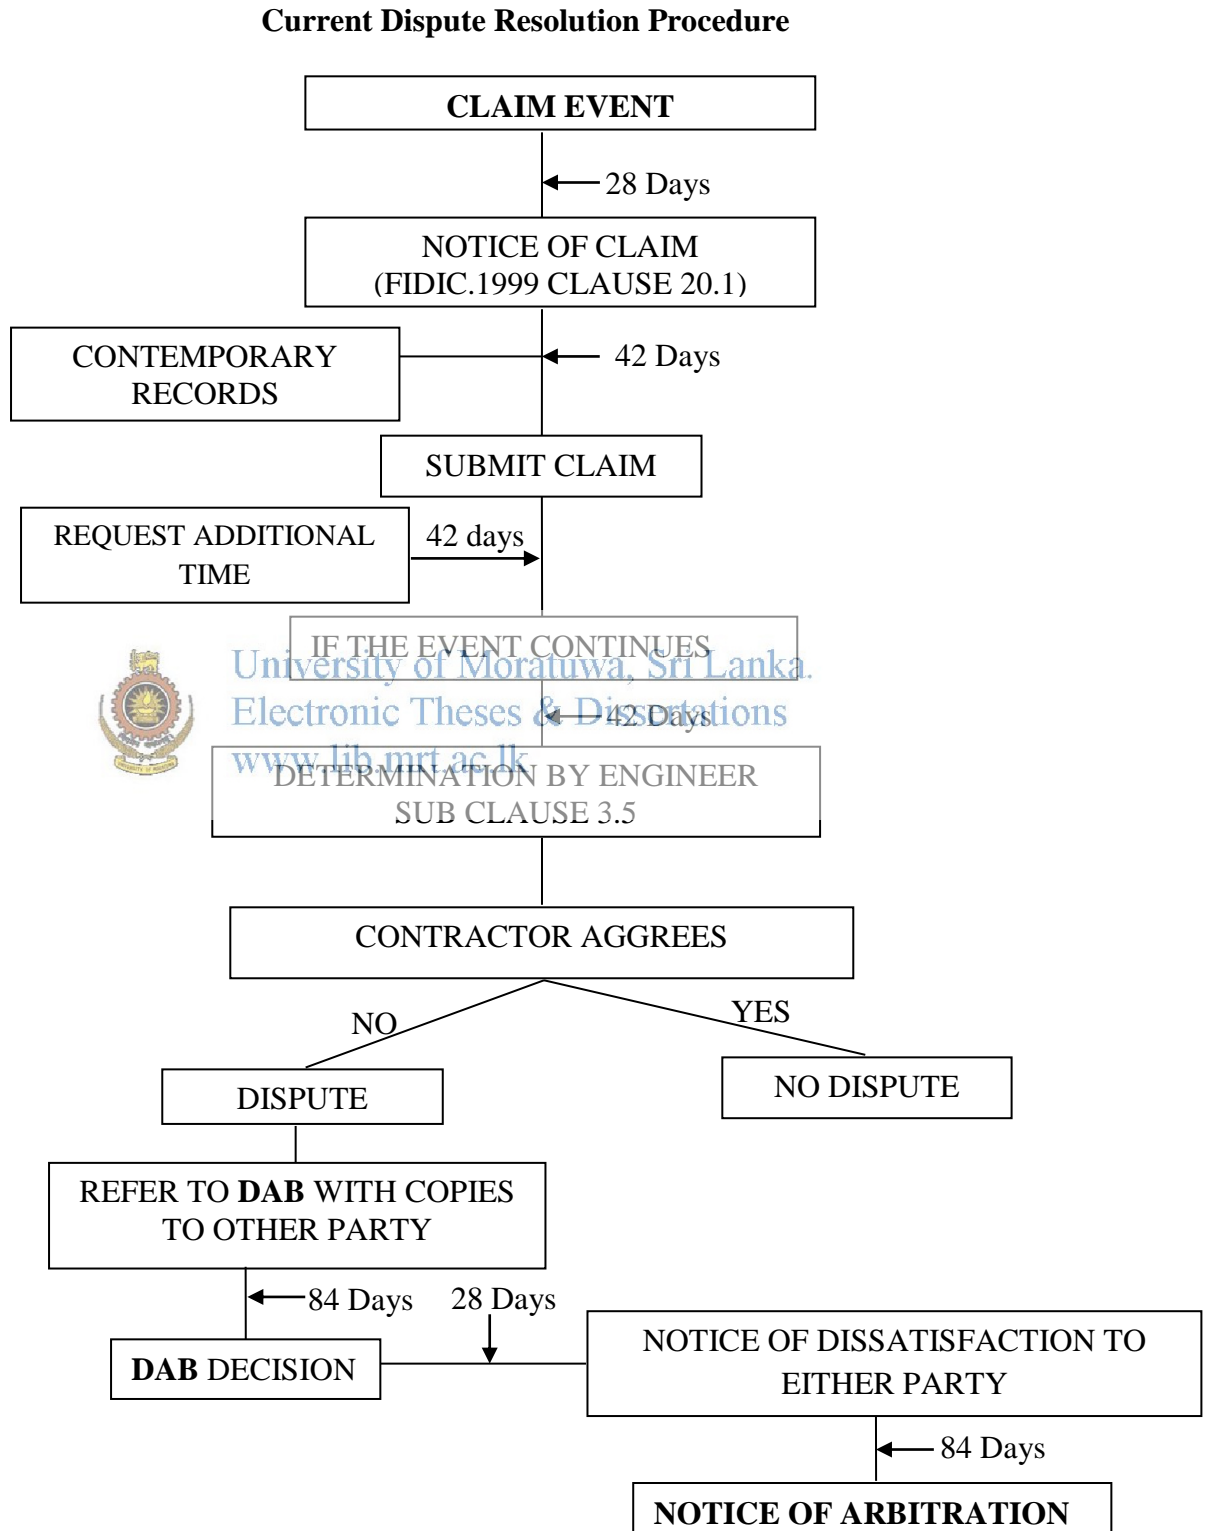 Current Dispute Resolution Procedure
CLAIM EVENT
28 Days
NOTICE OF CLAIM
(FIDIC.1999 CLAUSE 20.1)
CONTEMPORARY
RECORDS
42 Days
SUBMIT CLAIM
REQUEST ADDITIONAL
TIME
42 days
IF THE EVENT CONTINUES
University of Moratuwa, Sri Lanka.
Electronic Theses & Dissertations
www.lib.mrt.ac.lk
42 Days
DETERMINATION BY ENGINEER
SUB CLAUSE 3.5
CONTRACTOR AGGREES
NO
YES
DISPUTE
NO DISPUTE
REFER TO DAB WITH COPIES
TO OTHER PARTY
84 Days
28 Days
DAB DECISION
NOTICE OF DISSATISFACTION TO
EITHER PARTY
84 Days
NOTICE OF ARBITRATION